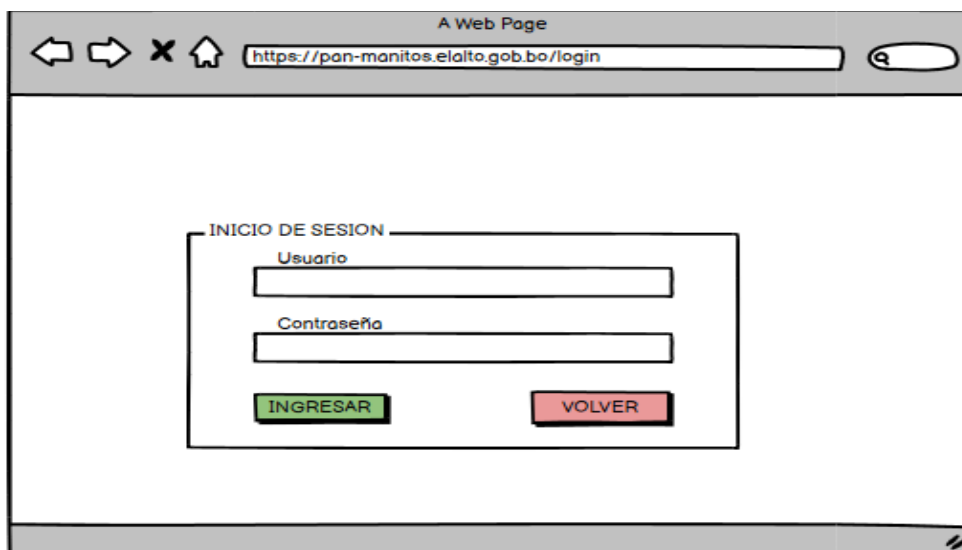 A Web Page
https://pan-manitos.elalto.gob.bo/login
INICIO DE SESION
Usuario
Contraseña
INGRESAR
VOLVER